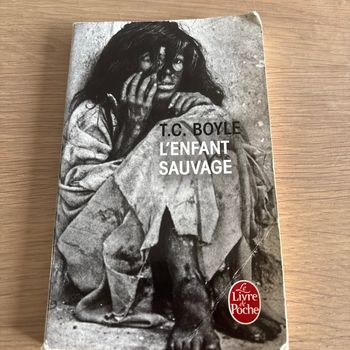 T.C. BOYLE
L'ENFANT
SAUVAGE
Le
Livre
de
Poche